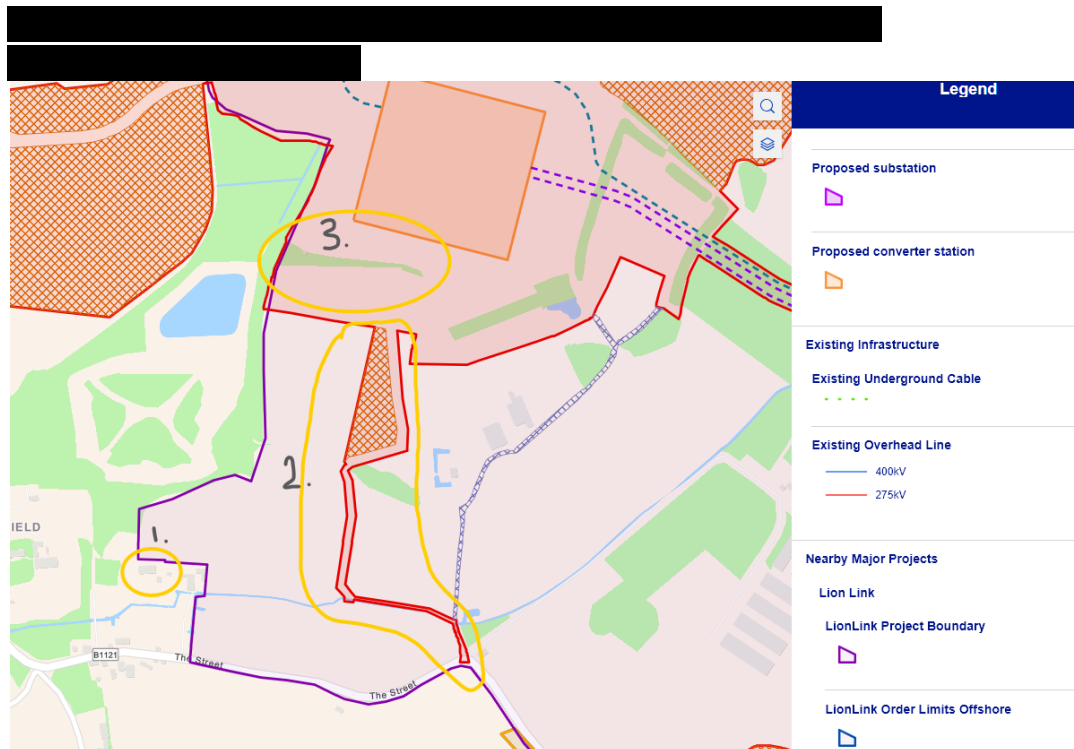 Legend
Proposed substation
Proposed converter station
Existing Infrastructure
Existing Underground Cable
Existing Overhead Line
400kV
275kV
Nearby Major Projects
Lion Link
LionLink Project Boundary
LionLink Order Limits Offshore
3.
2.
1.
IELD
B1121
The Street
The Street